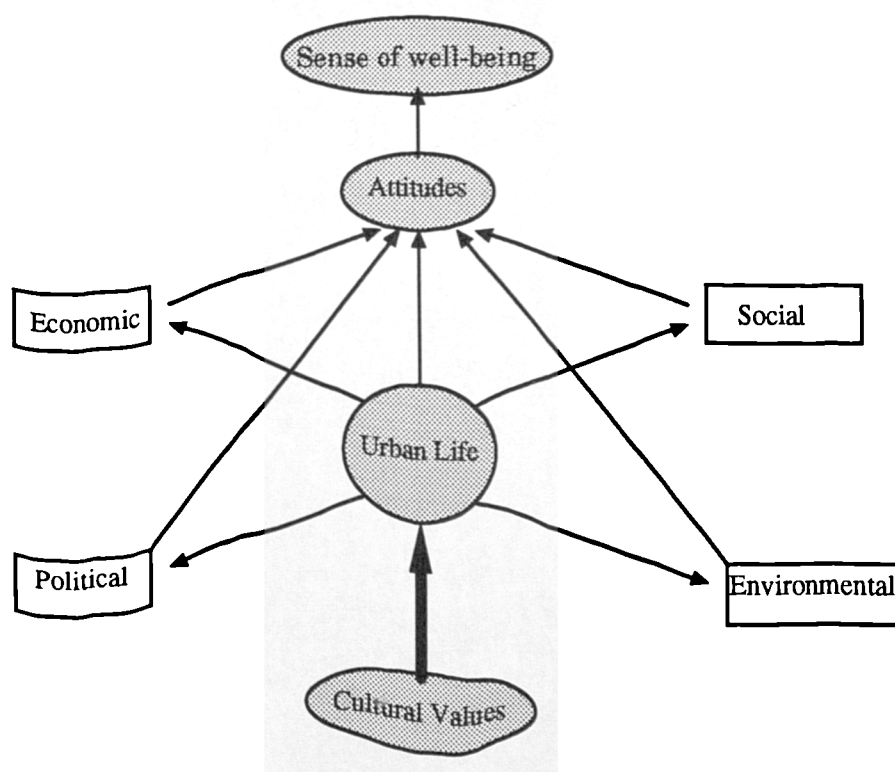 Sense of well-being
Attitudes
Economic
Social
Urban Life
Political
Environmental
Cultural Values